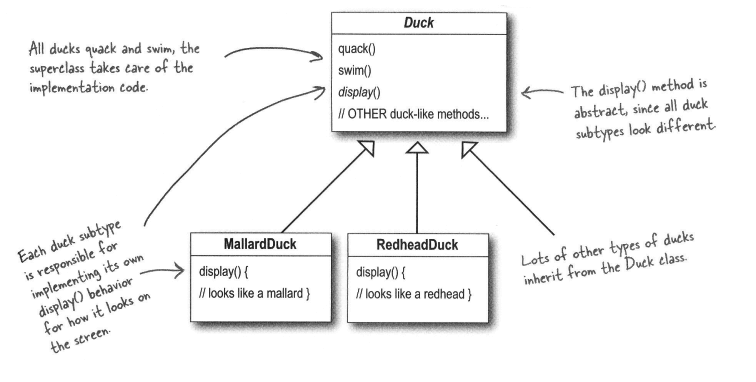 Duck
quack()
swim()
display()
// OTHER duck-like methods...
All ducks quack and swim, the
superclass takes care of the
implementation code.
The display() method is
abstract, since all duck
subtypes look different.
Each duck subtype
is responsible for
implementing its own
display() behavior
for how it looks on
the screen.
MallardDuck
display() {
// looks like a mallard }
RedheadDuck
display() {
// looks like a redhead }
Lots of other types of ducks
inherit from the Duck class.